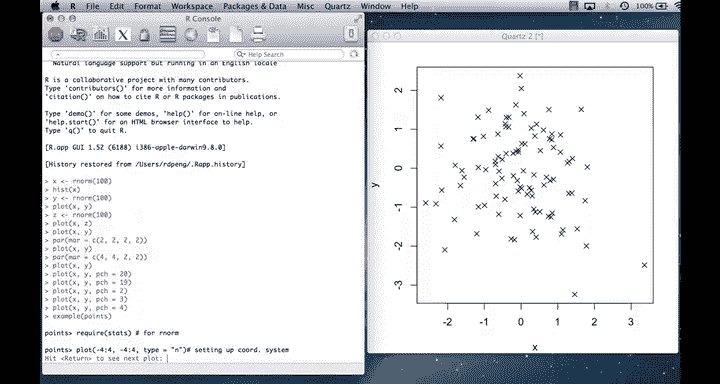 R File Edit Format Workspace Packages & Data Misc Quartz Window Help 100%
R Console
Help Search
Natural language support but running in an English locale
R is a collaborative project with many contributors.
Type 'contributors()' for more information and
'citation()' on how to cite R or R packages in publications.
Type 'demo()' for some demos, 'help()' for on-line help, or
'help.start()' for an HTML browser interface to help.
Type 'q()' to quit R.
[R.app GUI 1.52 (6188) i386-apple-darwin9.8.0]
[History restored from /Users/rdpeng/.Rapp.history]
> x <- rnorm(100)
> hist(x)
> y <- rnorm(100)
> plot(x, y)
> z <- rnorm(100)
> plot(x, z)
> plot(x, y)
> par(mar = c(2, 2, 2, 2))
> plot(x, y)
> par(mar = c(4, 4, 2, 2))
> plot(x, y)
> plot(x, y, pch = 20)
> plot(x, y, pch = 19)
> plot(x, y, pch = 2)
> plot(x, y, pch = 3)
> plot(x, y, pch = 4)
> example(points)
points> require(stats) # for rnorm
points> plot(-4:4, -4:4, type = "n")# setting up coord. system
Hit <Return> to see next plot:
Quartz 2 [*]
2
1
0
-1
-2
-3
y
-2 -1 0 1 2 3
x